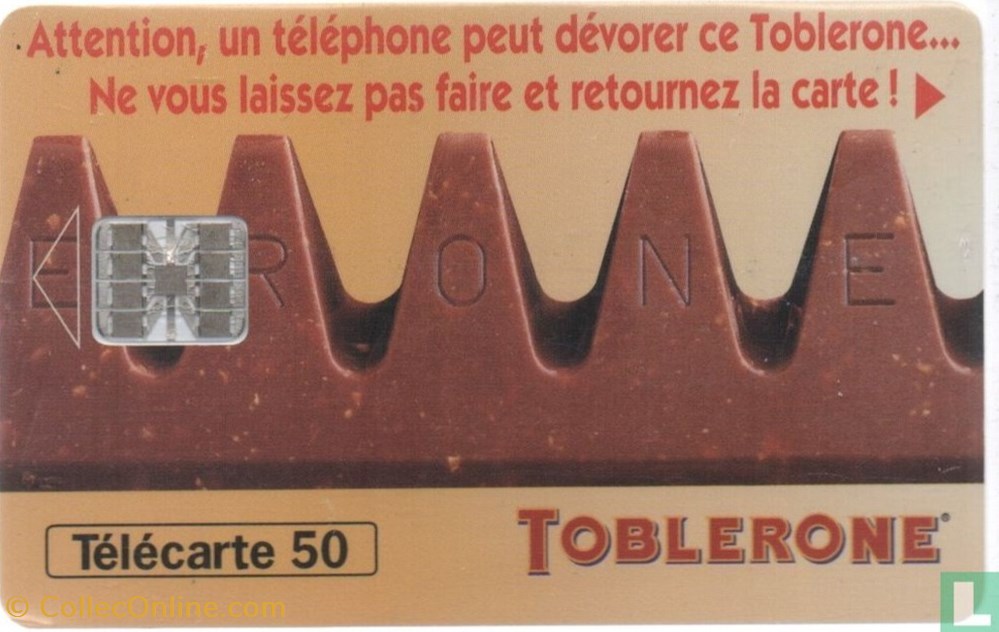 Attention, un téléphone peut dévorer ce Toblerone...
Ne vous laissez pas faire et retournez la carte !
E R O N E
Télécarte 50
TOBLERONE®
© CollecOnline.com
L